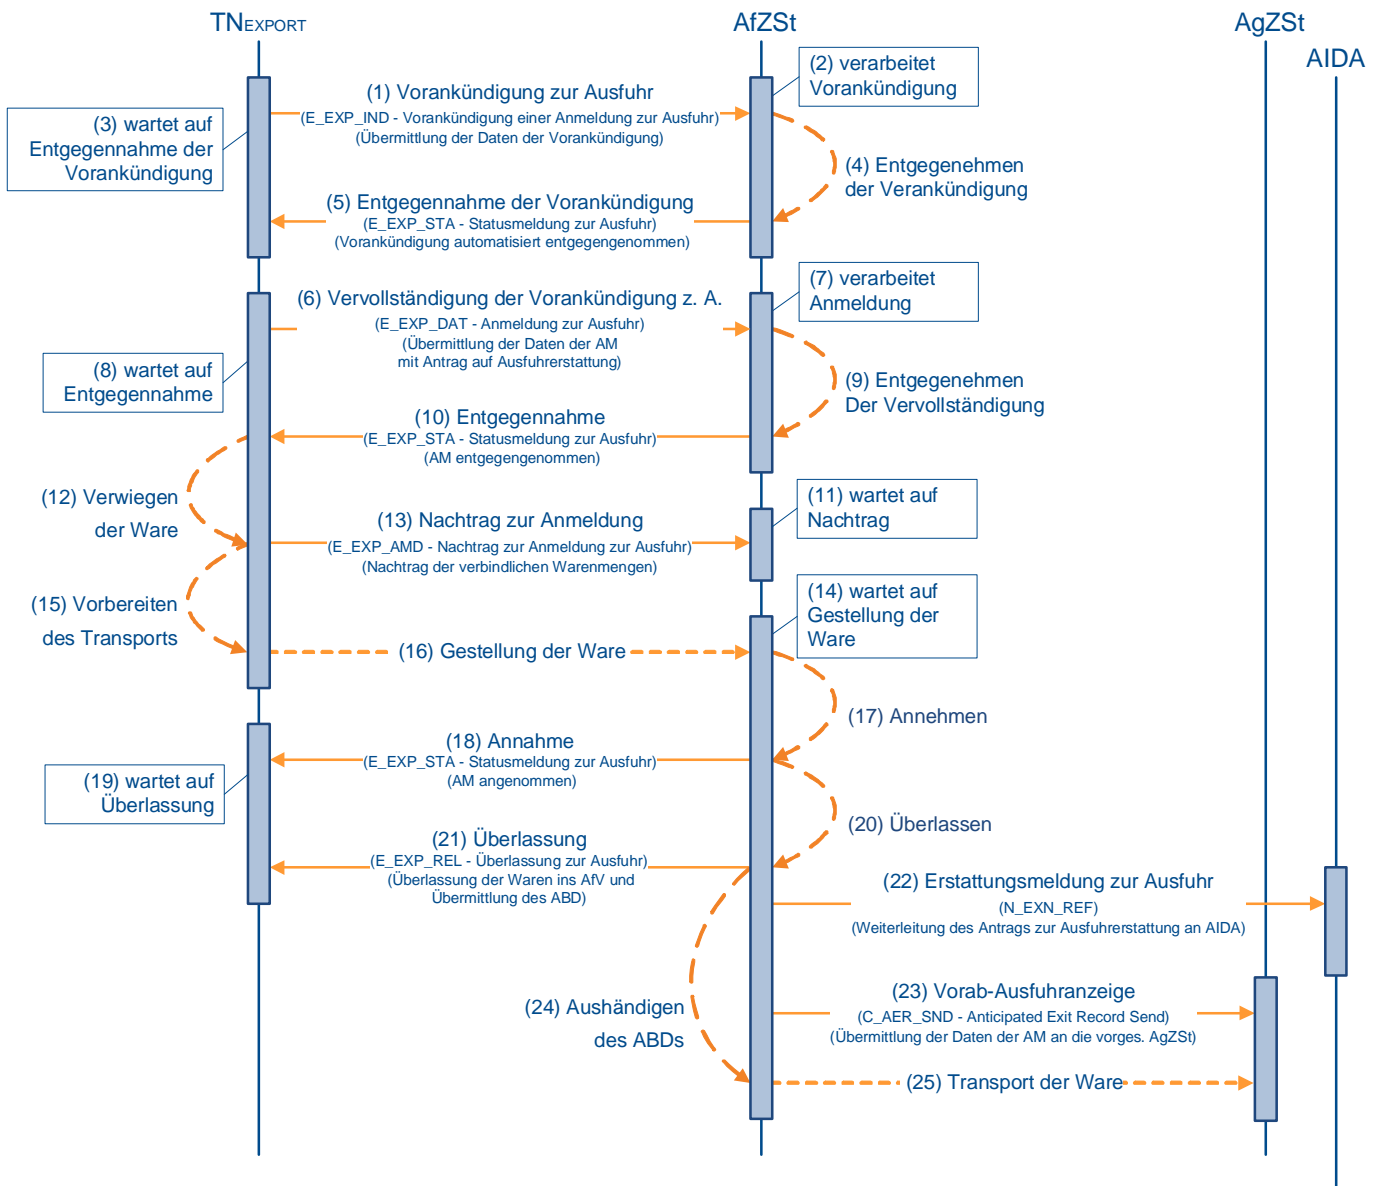 TNEXPORT
AfZSt
AgZSt
AIDA
(1) Vorankündigung zur Ausfuhr
(E_EXP_IND - Vorankündigung einer Anmeldung zur Ausfuhr)
(Übermittlung der Daten der Vorankündigung)
(2) verarbeitet
Vorankündigung
(3) wartet auf
Entgegennahme der
Vorankündigung
(4) Entgegenehmen
der Verankündigung
(5) Entgegennahme der Vorankündigung
(E_EXP_STA - Statusmeldung zur Ausfuhr)
(Vorankündigung automatisiert entgegengenommen)
(6) Vervollständigung der Vorankündigung z. A.
(E_EXP_DAT - Anmeldung zur Ausfuhr)
(Übermittlung der Daten der AM
mit Antrag auf Ausfuhrerstattung)
(7) verarbeitet
Anmeldung
(8) wartet auf
Entgegennahme
(9) Entgegenehmen
Der Vervollständigung
(10) Entgegennahme
(E_EXP_STA - Statusmeldung zur Ausfuhr)
(AM entgegengenommen)
(11) wartet auf
Nachtrag
(12) Verwiegen
der Ware
(13) Nachtrag zur Anmeldung
(E_EXP_AMD - Nachtrag zur Anmeldung zur Ausfuhr)
(Nachtrag der verbindlichen Warenmengen)
(14) wartet auf
Gestellung der
Ware
(15) Vorbereiten
des Transports
(16) Gestellung der Ware
(17) Annehmen
(18) Annahme
(E_EXP_STA - Statusmeldung zur Ausfuhr)
(AM angenommen)
(19) wartet auf
Überlassung
(20) Überlassen
(21) Überlassung
(E_EXP_REL - Überlassung zur Ausfuhr)
(Überlassung der Waren ins AfV und
Übermittlung des ABD)
(22) Erstattungsmeldung zur Ausfuhr
(N_EXN_REF)
(Weiterleitung des Antrags zur Ausfuhrerstattung an AIDA)
(23) Vorab-Ausfuhranzeige
(C_AER_SND - Anticipated Exit Record Send)
(Übermittlung der Daten der AM an die vorges. AgZSt)
(24) Aushändigen
des ABDs
(25) Transport der Ware